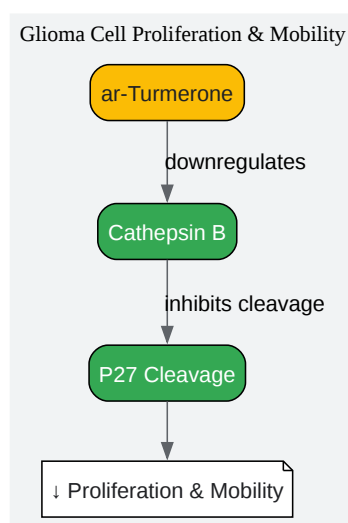 Glioma Cell Proliferation & Mobility
ar-Turmerone
downregulates
Cathepsin B
inhibits cleavage
P27 Cleavage
↓ Proliferation & Mobility